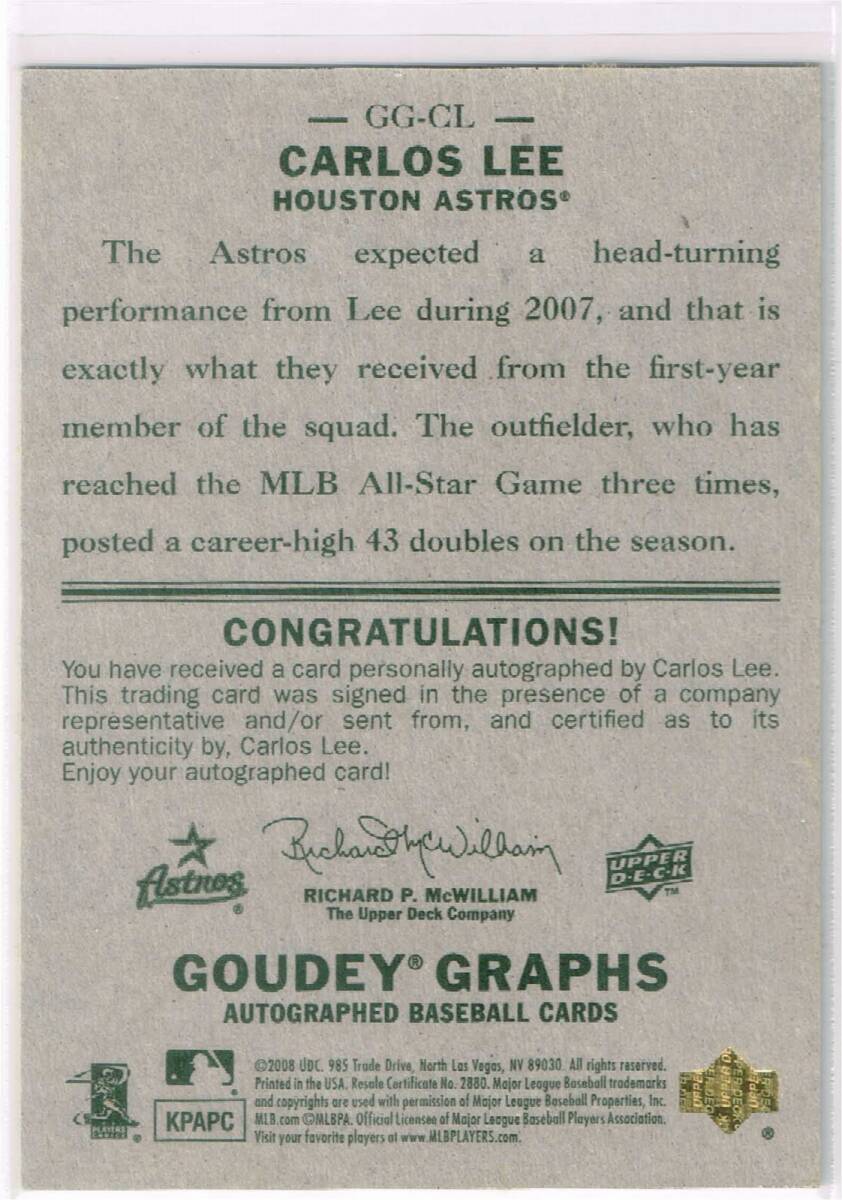 — GG-CL —
CARLOS LEE
HOUSTON ASTROS®
The Astros expected a head-turning
performance from Lee during 2007, and that is
exactly what they received from the first-year
member of the squad. The outfielder, who has
reached the MLB All-Star Game three times,
posted a career-high 43 doubles on the season.
CONGRATULATIONS!
You have received a card personally autographed by Carlos Lee.
This trading card was signed in the presence of a company
representative and/or sent from, and certified as to its
authenticity by, Carlos Lee.
Enjoy your autographed card!
Astros®
Richard McWilliam
RICHARD P. McWILLIAM
The Upper Deck Company
UPPER
D·E·C·K
TM
GOUDEY® GRAPHS
AUTOGRAPHED BASEBALL CARDS
PLAYERS
CHOICE
®
KPAPC
©2008 UDC. 985 Trade Drive, North Las Vegas, NV 89030. All rights reserved.
Printed in the USA. Resale Certificate No. 2880. Major League Baseball trademarks
and copyrights are used with permission of Major League Baseball Properties, Inc.
MLB.com ©MLBPA. Official Licensee of Major League Baseball Players Association.
Visit your favorite players at www.MLBPLAYERS.com.
®